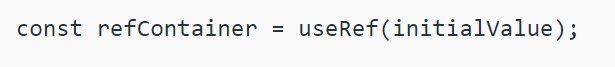 const refContainer = useRef(initialValue);